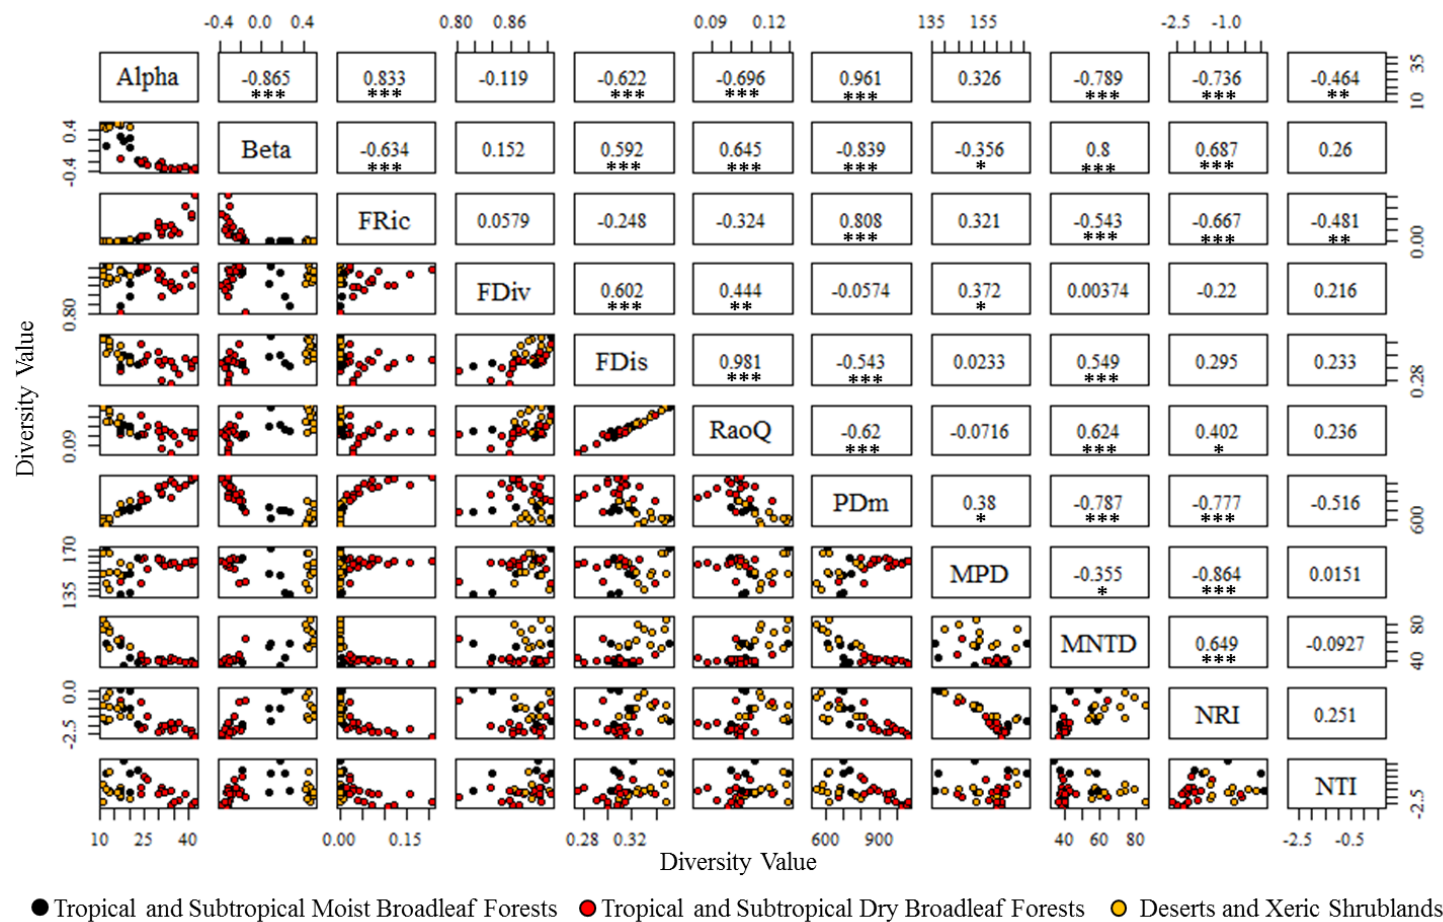 -0.4 0.0 0.4 0.80 0.86 0.09 0.12 135 155 -2.5 -1.0
Alpha -0.865 *** 0.833 *** -0.119 -0.622 *** -0.696 *** 0.961 *** 0.326 -0.789 *** -0.736 *** -0.464 ** 10 35
-0.4 0.4 Beta -0.634 *** 0.152 0.592 *** 0.645 *** -0.839 *** -0.356 * 0.8 *** 0.687 *** 0.26
FRic 0.0579 -0.248 -0.324 0.808 *** 0.321 -0.543 *** -0.667 *** -0.481 ** 0.00
0.80 FDiv 0.602 *** 0.444 ** -0.0574 0.372 * 0.00374 -0.22 0.216
FDis 0.981 *** -0.543 *** 0.0233 0.549 *** 0.295 0.233 0.28
0.09 RaoQ -0.62 *** -0.0716 0.624 *** 0.402 * 0.236
PDm 0.38 * -0.787 *** -0.777 *** -0.516 600
135 170 MPD -0.355 * -0.864 *** 0.0151
MNTD 0.649 *** -0.0927 40 80
-2.5 0.0 NRI 0.251
NTI -2.5
10 25 40 0.00 0.15 0.28 0.32 600 900 40 60 80 -2.5 -0.5
Diversity Value
Diversity Value
Tropical and Subtropical Moist Broadleaf Forests Tropical and Subtropical Dry Broadleaf Forests Deserts and Xeric Shrublands